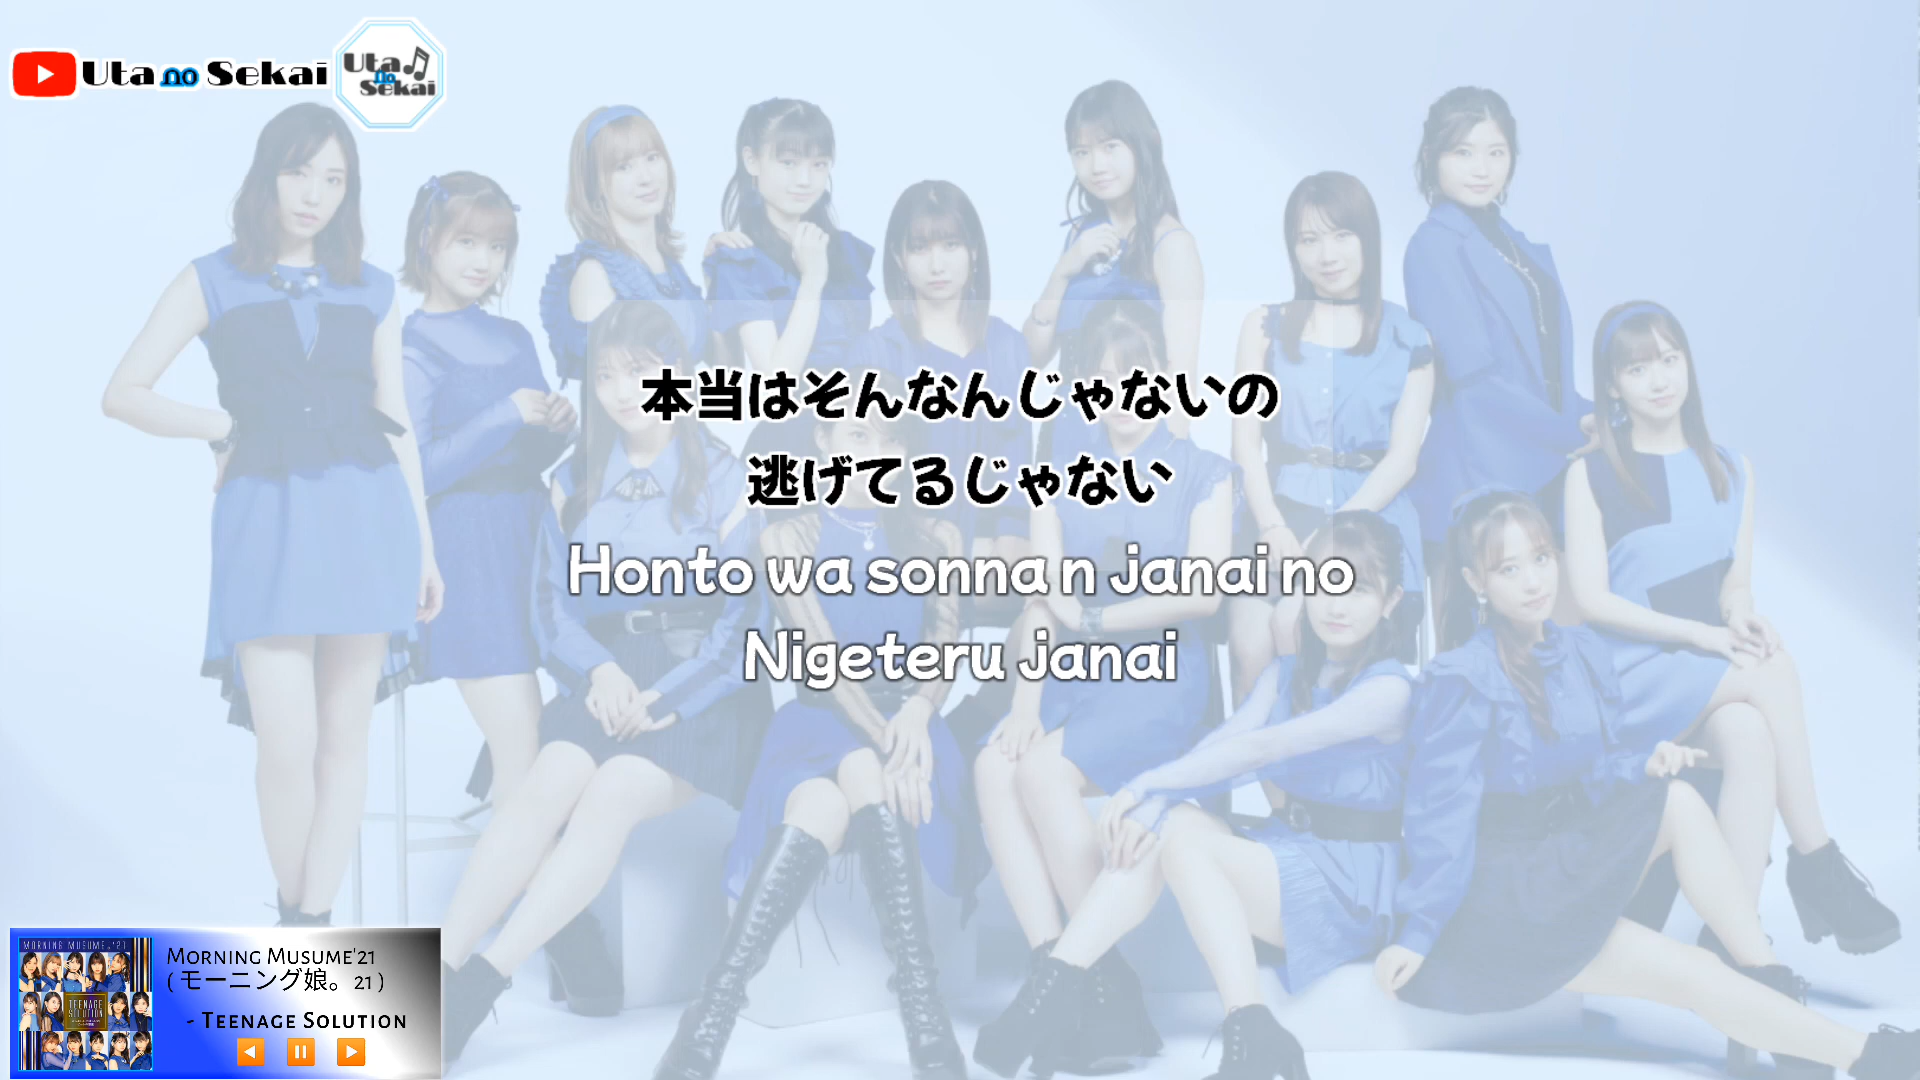 Uta no Sekai
Uta
no
Sekai
本当はそんなんじゃないの
逃げてるじゃない
Honto wa sonna n janai no
Nigeteru janai
MORNING MUSUME。'21
TEENAGE
SOLUTION
Morning Musume'21
( モーニング娘。21 )
- Teenage Solution